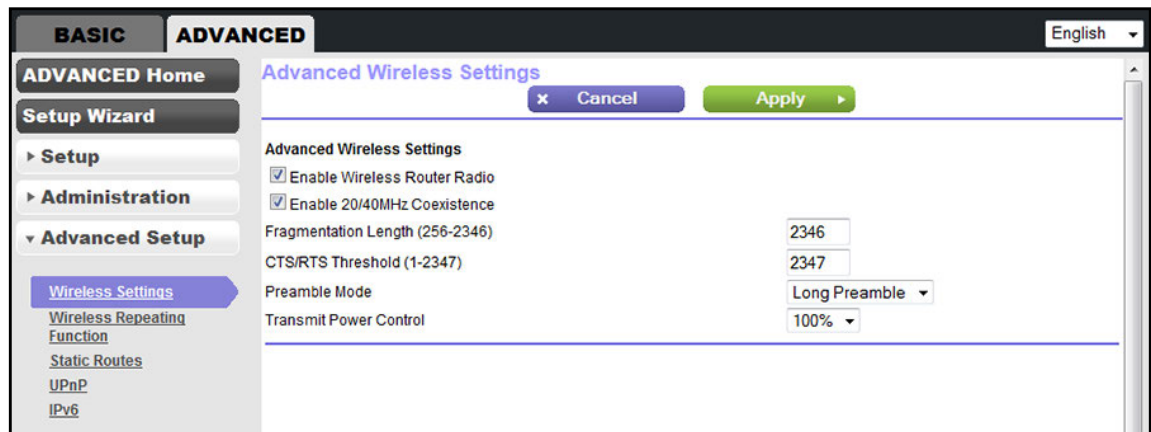 BASIC
ADVANCED
English
ADVANCED Home
Setup Wizard
Setup
Administration
Advanced Setup
Wireless Settings
Wireless Repeating
Function
Static Routes
UPnP
IPv6
Advanced Wireless Settings
x Cancel
Apply
Advanced Wireless Settings
Enable Wireless Router Radio
Enable 20/40MHz Coexistence
Fragmentation Length (256-2346) 2346
CTS/RTS Threshold (1-2347) 2347
Preamble Mode Long Preamble
Transmit Power Control 100%